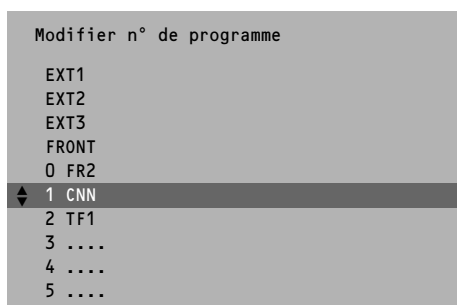 Modifier n° de programme
EXT1
EXT2
EXT3
FRONT
0 FR2
1 CNN
2 TF1
3 ....
4 ....
5 ....